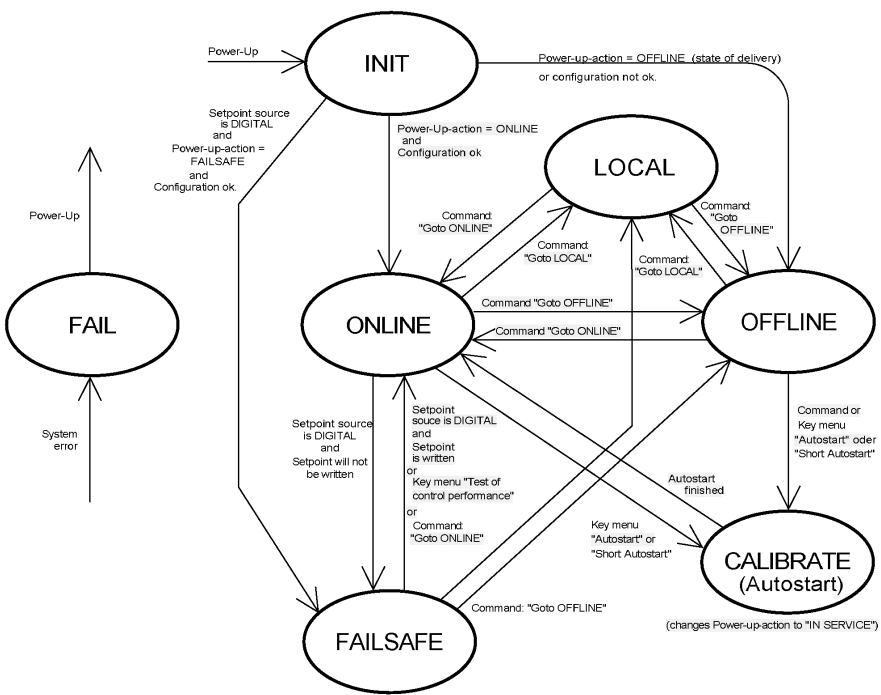 Power-Up
INIT
Power-up-action = OFFLINE (state of delivery)
or configuration not ok.
Setpoint source
is DIGITAL
and
Power-up-action =
FAILSAFE
and
Configuration ok.
Power-Up-action = ONLINE
and
Configuration ok
LOCAL
Command:
"Goto ONLINE"
Command:
"Goto LOCAL"
Command:
"Goto
OFFLINE"
Command:
"Goto LOCAL"
Power-Up
FAIL
System
error
ONLINE
Command "Goto OFFLINE"
Command "Goto ONLINE"
OFFLINE
Setpoint source
is DIGITAL
and
Setpoint will not
be written
Setpoint
souce is DIGITAL
and
Setpoint
is written
or
Key menu "Test of
control performance"
or
Command:
"Goto ONLINE"
Command or
Key menu
"Autostart" oder
"Short Autostart"
Autostart
finished
Key menu
"Autostart" or
"Short Autostart"
CALIBRATE
(Autostart)
(changes Power-up-action to "IN SERVICE")
Command: "Goto OFFLINE"
FAILSAFE